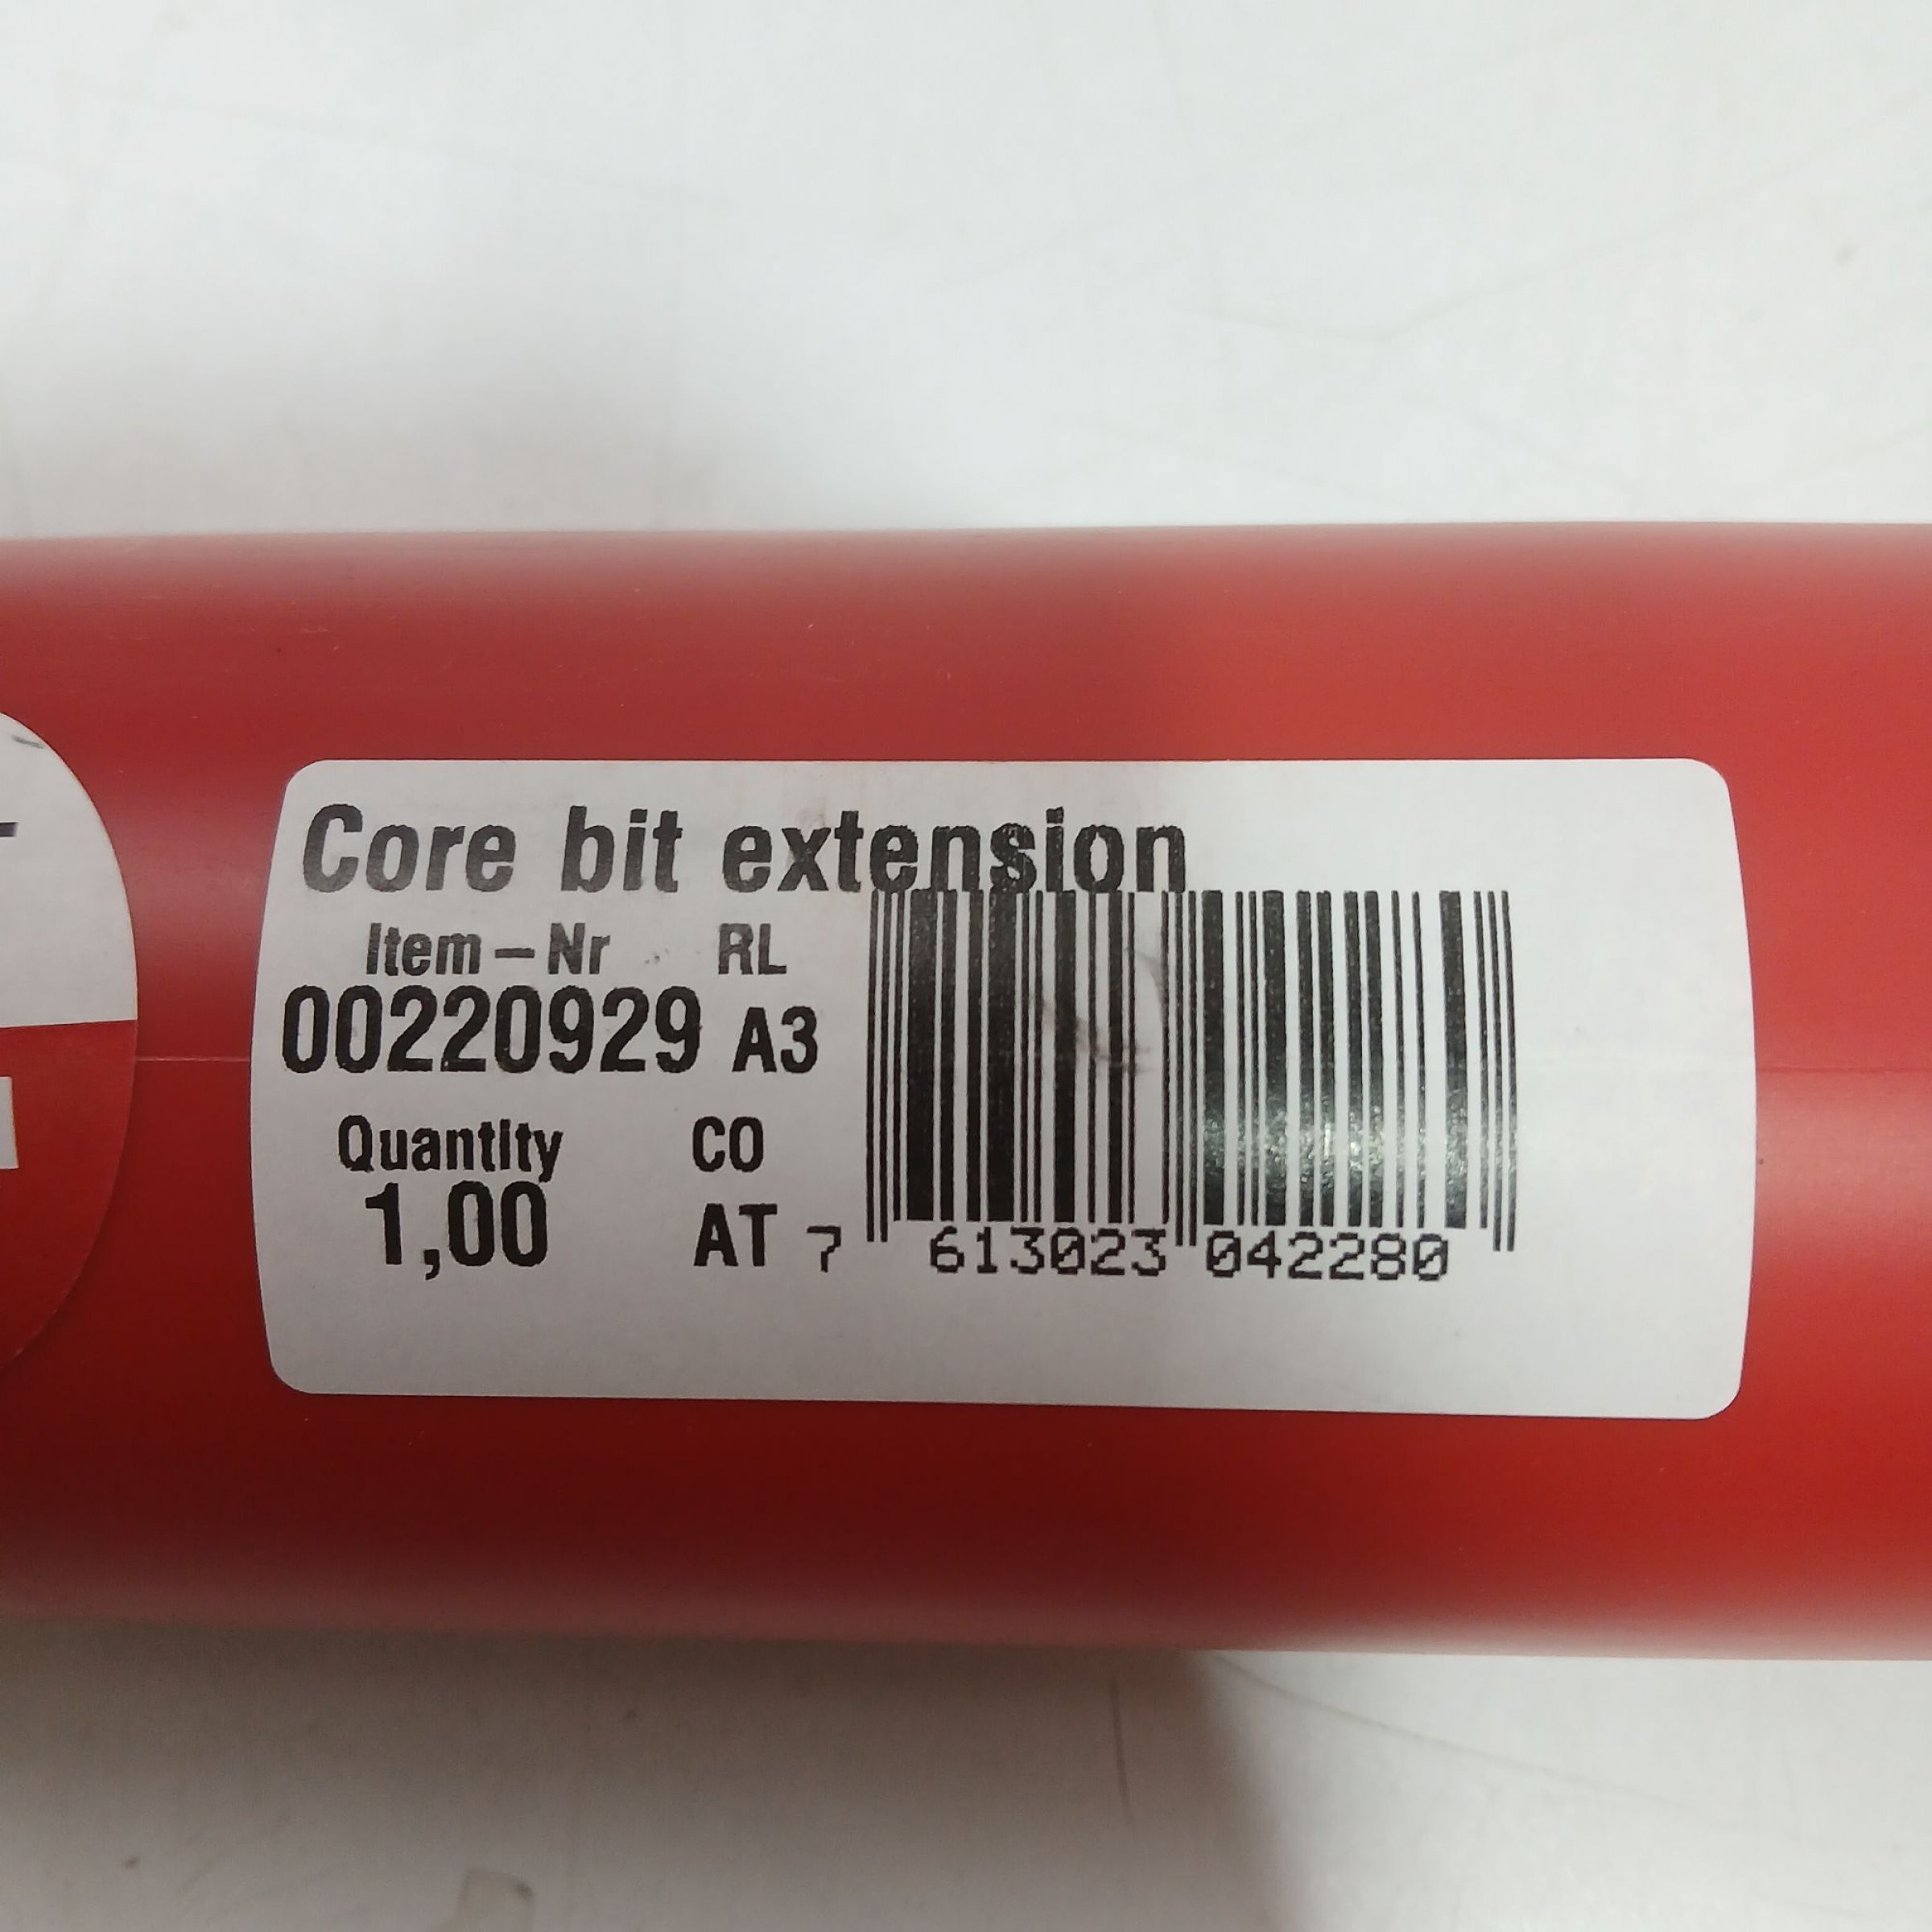 Core bit extension
Item-Nr RL
00220929 A3
Quantity CO
1,00 AT
7 613023 042280